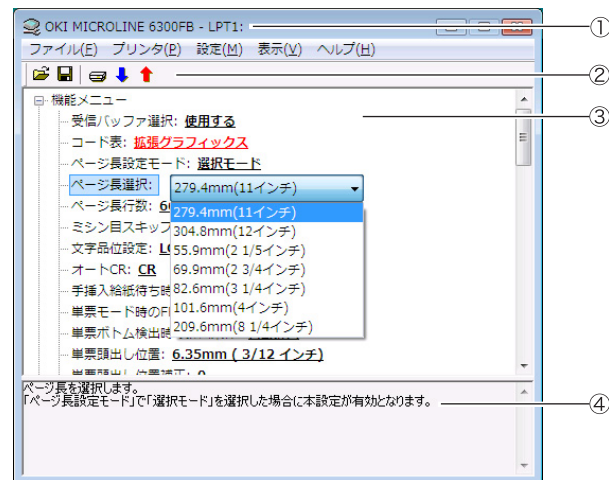 OKI MICROLINE 6300FB - LPT1:
①
ファイル(F) プリンタ(P) 設定(M) 表示(V) ヘルプ(H)
②
機能メニュー
③
受信バッファ選択: 使用する
コード表: 拡張グラフィックス
ページ長設定モード: 選択モード
ページ長選択: 279.4mm(11インチ)
ページ長行数: 6
279.4mm(11インチ)
ミシン目スキップ
304.8mm(12インチ)
文字品位設定: L
55.9mm(2 1/5インチ)
オートCR: CR
69.9mm(2 3/4インチ)
手挿入給紙待ち時
82.6mm(3 1/4インチ)
単票モード時のF
101.6mm(4インチ)
単票ボトム検出時
209.6mm(8 1/4インチ)
単票頭出し位置: 6.35mm ( 3/12 インチ)
ページ長を選択します。
「ページ長設定モード」で「選択モード」を選択した場合に本設定が有効となります。
④